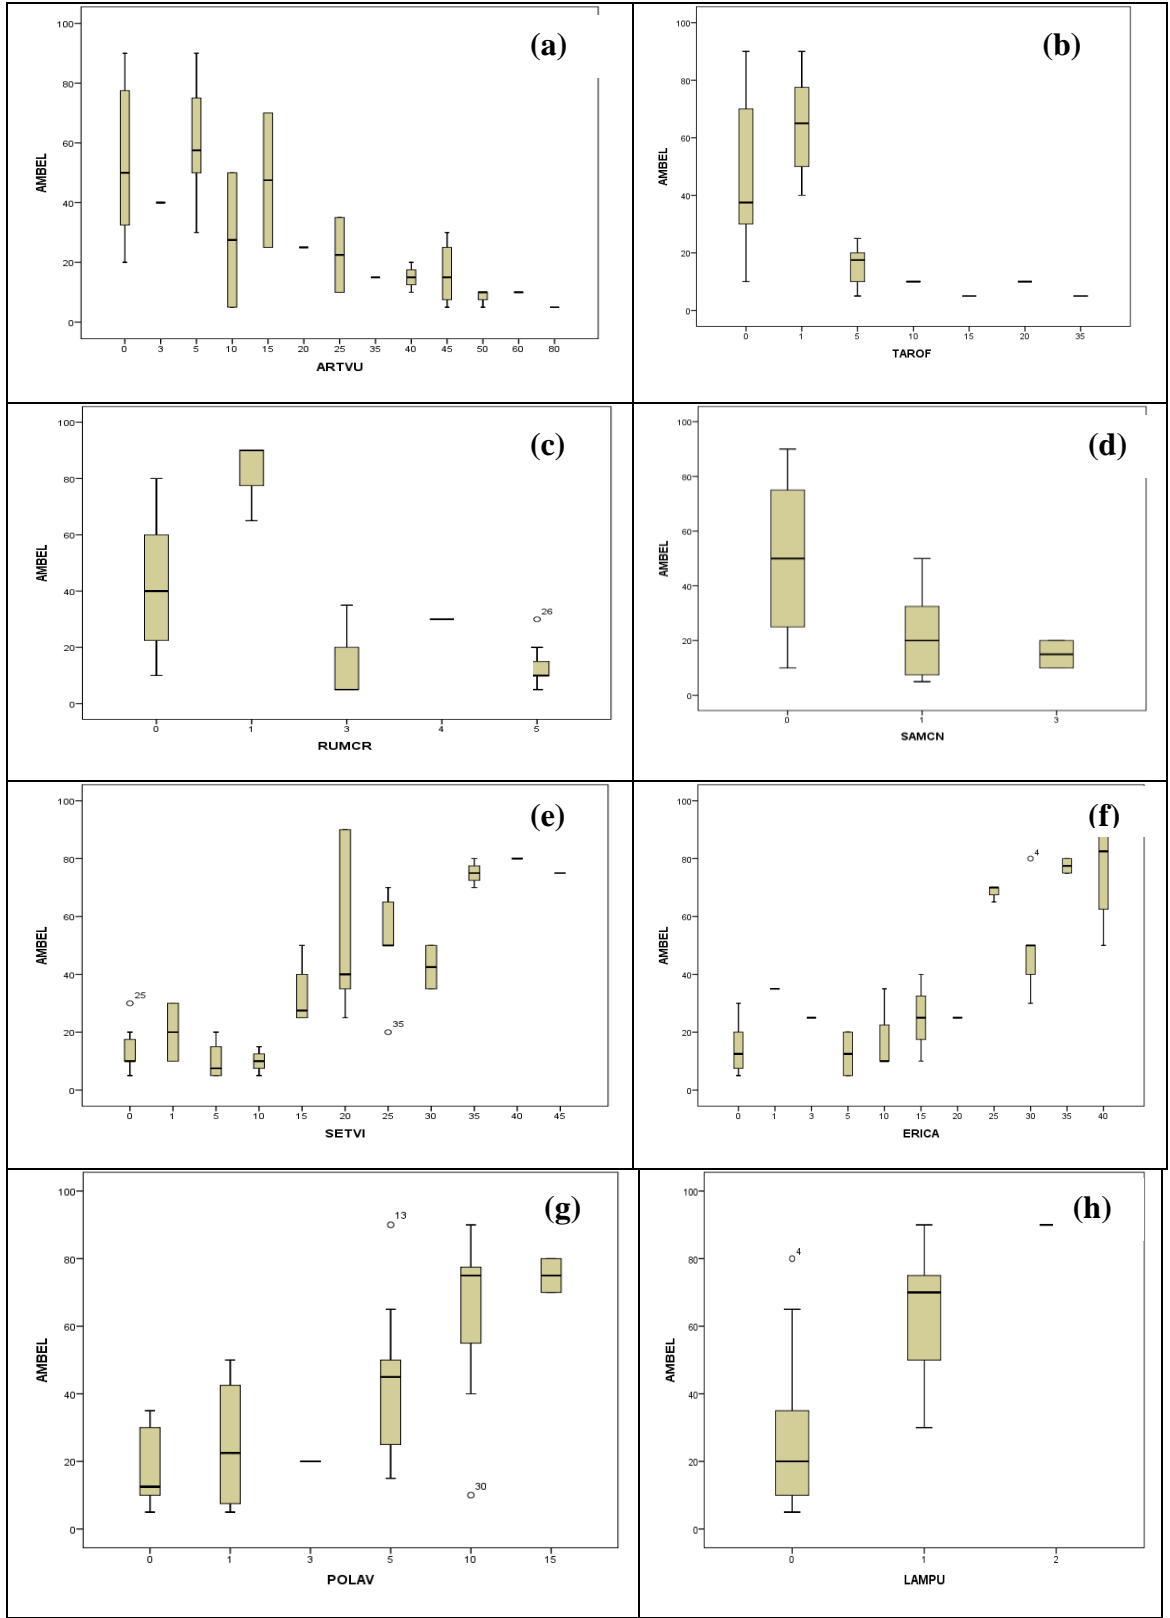 (a)
100
80
60
40
20
0
AMBEL
0 3 5 10 15 20 25 35 40 45 50 60 80
ARTVU
(b)
100
80
60
40
20
0
AMBEL
0 1 5 10 15 20 35
TAROF
(c)
100
80
60
40
20
0
AMBEL
26
0 1 3 4 5
RUMCR
(d)
100
80
60
40
20
0
AMBEL
0 1 3
SAMCN
(e)
100
80
60
40
20
0
AMBEL
25
35
0 1 5 10 15 20 25 30 35 40 45
SETVI
(f)
100
80
60
40
20
0
AMBEL
4
0 1 3 5 10 15 20 25 30 35 40
ERICA
(g)
100
80
60
40
20
0
AMBEL
13
30
0 1 3 5 10 15
POLAV
(h)
100
80
60
40
20
0
AMBEL
4
0 1 2
LAMPU